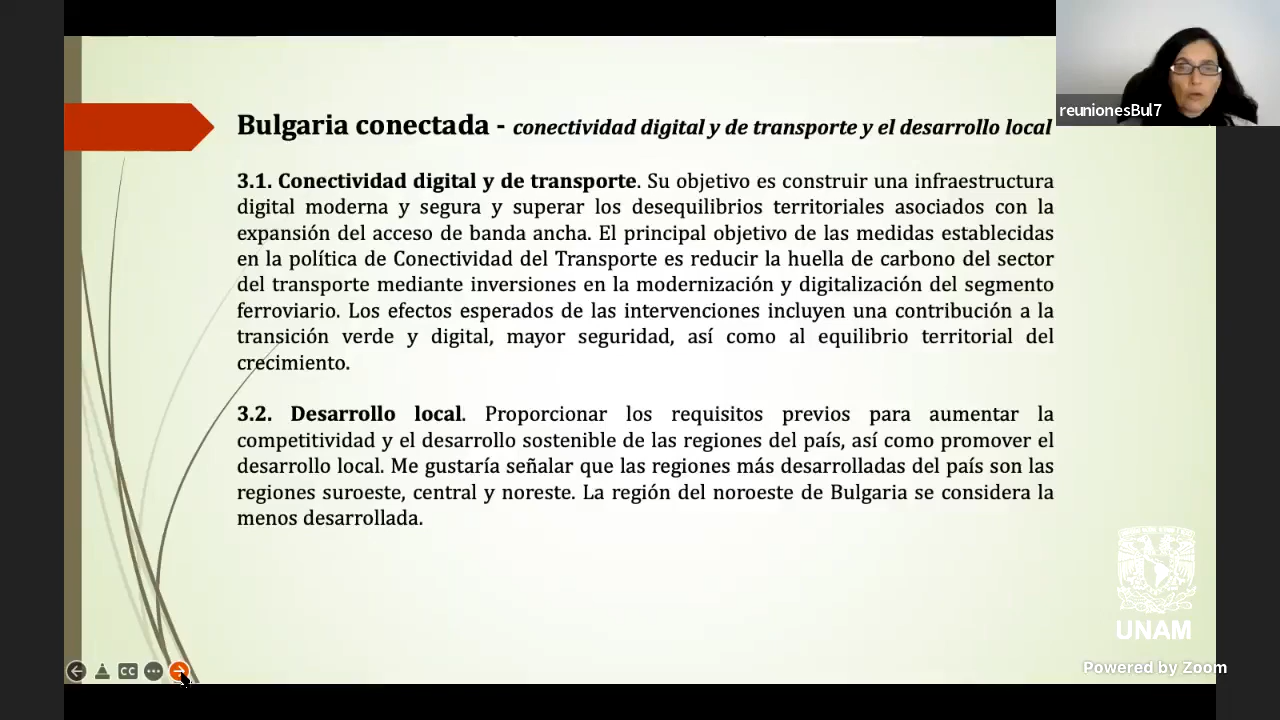 reunionesBul7
Bulgaria conectada - conectividad digital y de transporte y el desarrollo local
3.1. Conectividad digital y de transporte. Su objetivo es construir una infraestructura
digital moderna y segura y superar los desequilibrios territoriales asociados con la
expansión del acceso de banda ancha. El principal objetivo de las medidas establecidas
en la política de Conectividad del Transporte es reducir la huella de carbono del sector
del transporte mediante inversiones en la modernización y digitalización del segmento
ferroviario. Los efectos esperados de las intervenciones incluyen una contribución a la
transición verde y digital, mayor seguridad, así como al equilibrio territorial del
crecimiento.
3.2. Desarrollo local. Proporcionar los requisitos previos para aumentar la
competitividad y el desarrollo sostenible de las regiones del país, así como promover el
desarrollo local. Me gustaría señalar que las regiones más desarrolladas del país son las
regiones suroeste, central y noreste. La región del noroeste de Bulgaria se considera la
menos desarrollada.
UNAM
Powered by Zoom
CC